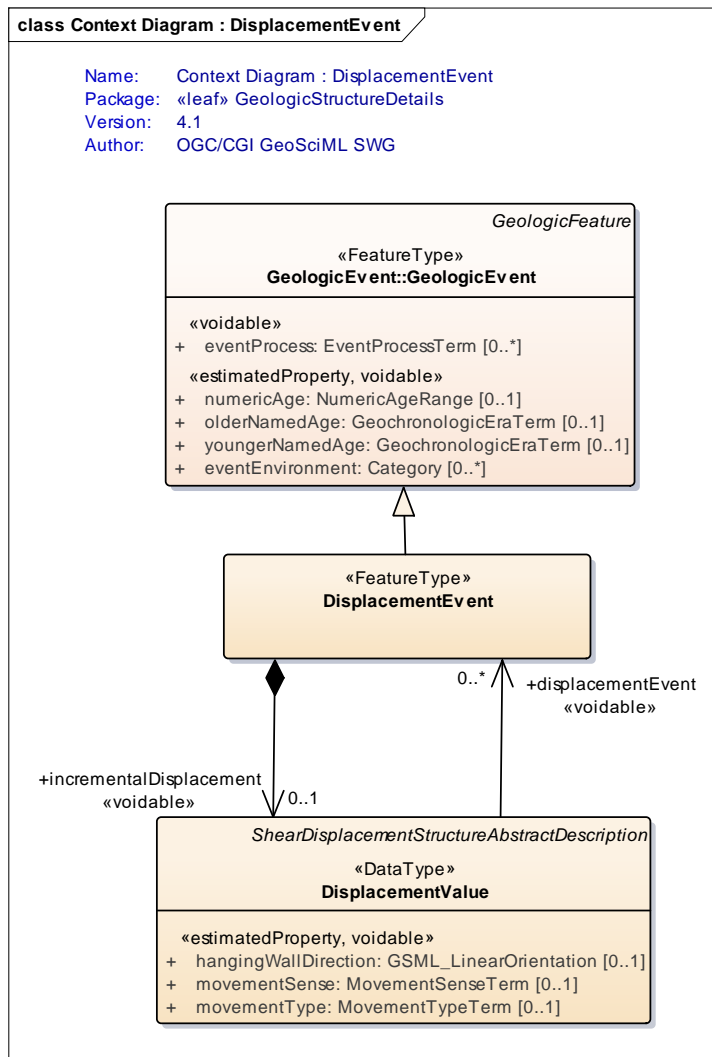 class Context Diagram : DisplacementEvent
Name: Context Diagram : DisplacementEvent
Package: «leaf» GeologicStructureDetails
Version: 4.1
Author: OGC/CGI GeoSciML SWG
GeologicFeature
«FeatureType»
GeologicEvent::GeologicEvent
«voidable»
+ eventProcess: EventProcessTerm [0..*]
«estimatedProperty, voidable»
+ numericAge: NumericAgeRange [0..1]
+ olderNamedAge: GeochronologicEraTerm [0..1]
+ youngerNamedAge: GeochronologicEraTerm [0..1]
+ eventEnvironment: Category [0..*]
«FeatureType»
DisplacementEvent
0..* +displacementEvent
«voidable»
+incrementalDisplacement
«voidable» 0..1
ShearDisplacementStructureAbstractDescription
«DataType»
DisplacementValue
«estimatedProperty, voidable»
+ hangingWallDirection: GSML_LinearOrientation [0..1]
+ movementSense: MovementSenseTerm [0..1]
+ movementType: MovementTypeTerm [0..1]